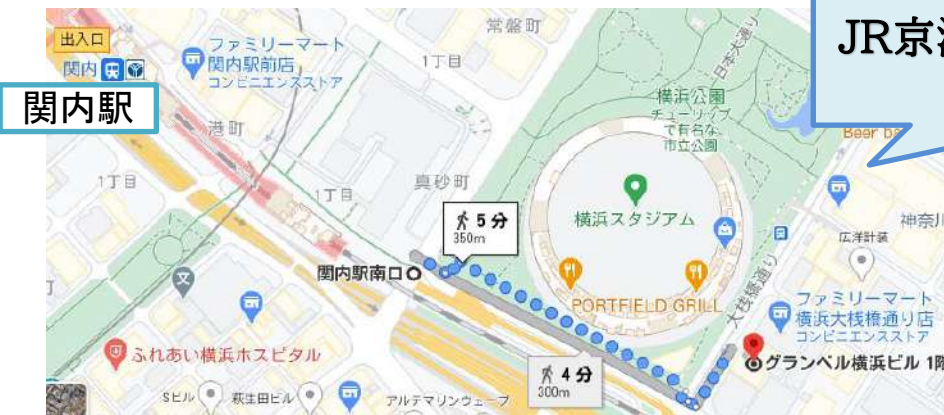 JR京
出入口
関内
関内駅
ファミリーマート
関内駅前店
コンビニエンスストア
常盤町
1丁目
日本大通り
横浜公園
チューリップ
で有名な
市立公園
港町
1丁目
1丁目
真砂町
5分
350m
横浜スタジアム
関内駅南口
PORTFIELD GRILL
大桟橋通り
神奈川
広洋計装
ファミリーマート
横浜大桟橋通り店
コンビニエンスストア
グランベル横浜ビル 1階
文
ふれあい横浜ホスピタル
4分
300m
Sビル
萩生田ビル
アルテマリンウェーブ